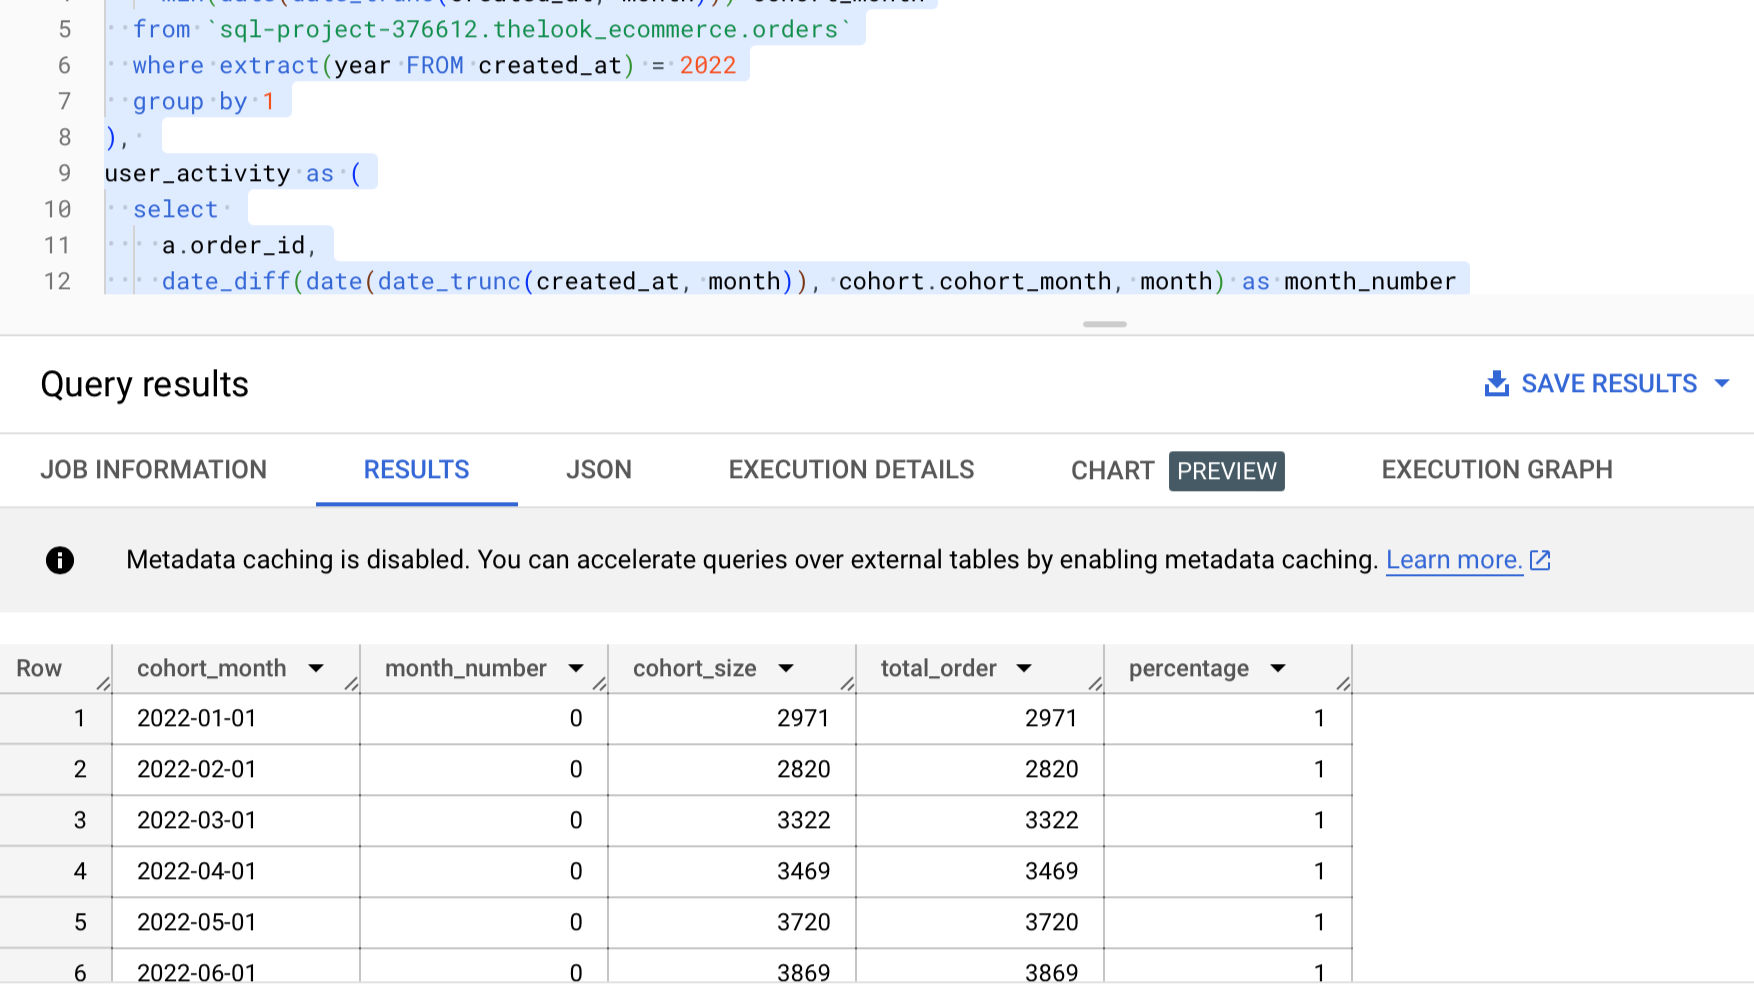 min(date(date_trunc(created_at, month))) cohort_month
5 from `sql-project-376612.thelook_ecommerce.orders`
6 where extract(year FROM created_at) = 2022
7 group by 1
8 ),
9 user_activity as (
10 select
11 a.order_id,
12 date_diff(date(date_trunc(created_at, month)), cohort.cohort_month, month) as month_number
Query results
SAVE RESULTS
JOB INFORMATION RESULTS JSON EXECUTION DETAILS CHART PREVIEW EXECUTION GRAPH
Metadata caching is disabled. You can accelerate queries over external tables by enabling metadata caching. Learn more.
Row cohort_month month_number cohort_size total_order percentage
1 2022-01-01 0 2971 2971 1
2 2022-02-01 0 2820 2820 1
3 2022-03-01 0 3322 3322 1
4 2022-04-01 0 3469 3469 1
5 2022-05-01 0 3720 3720 1
6 2022-06-01 0 3869 3869 1